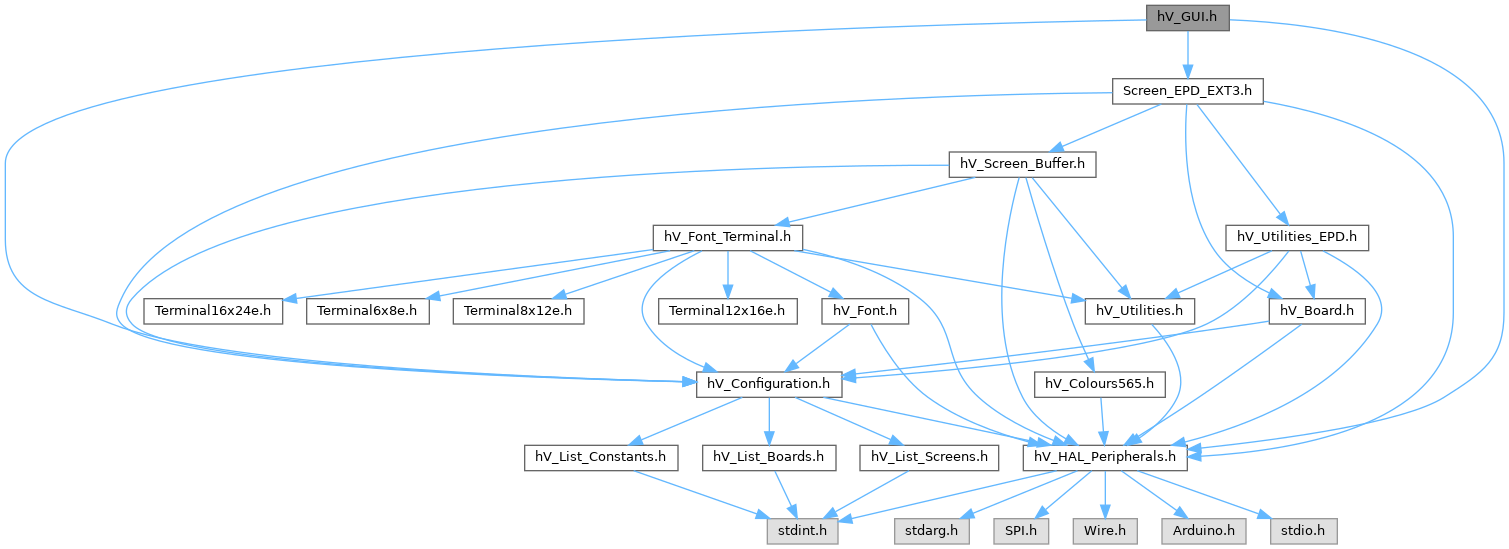 hV_GUI.h
Screen_EPD_EXT3.h
hV_Screen_Buffer.h
hV_Font_Terminal.h
hV_Utilities_EPD.h
Terminal16x24e.h
Terminal6x8e.h
Terminal8x12e.h
Terminal12x16e.h
hV_Font.h
hV_Utilities.h
hV_Board.h
hV_Configuration.h
hV_Colours565.h
hV_List_Constants.h
hV_List_Boards.h
hV_List_Screens.h
hV_HAL_Peripherals.h
stdint.h
stdarg.h
SPI.h
Wire.h
Arduino.h
stdio.h